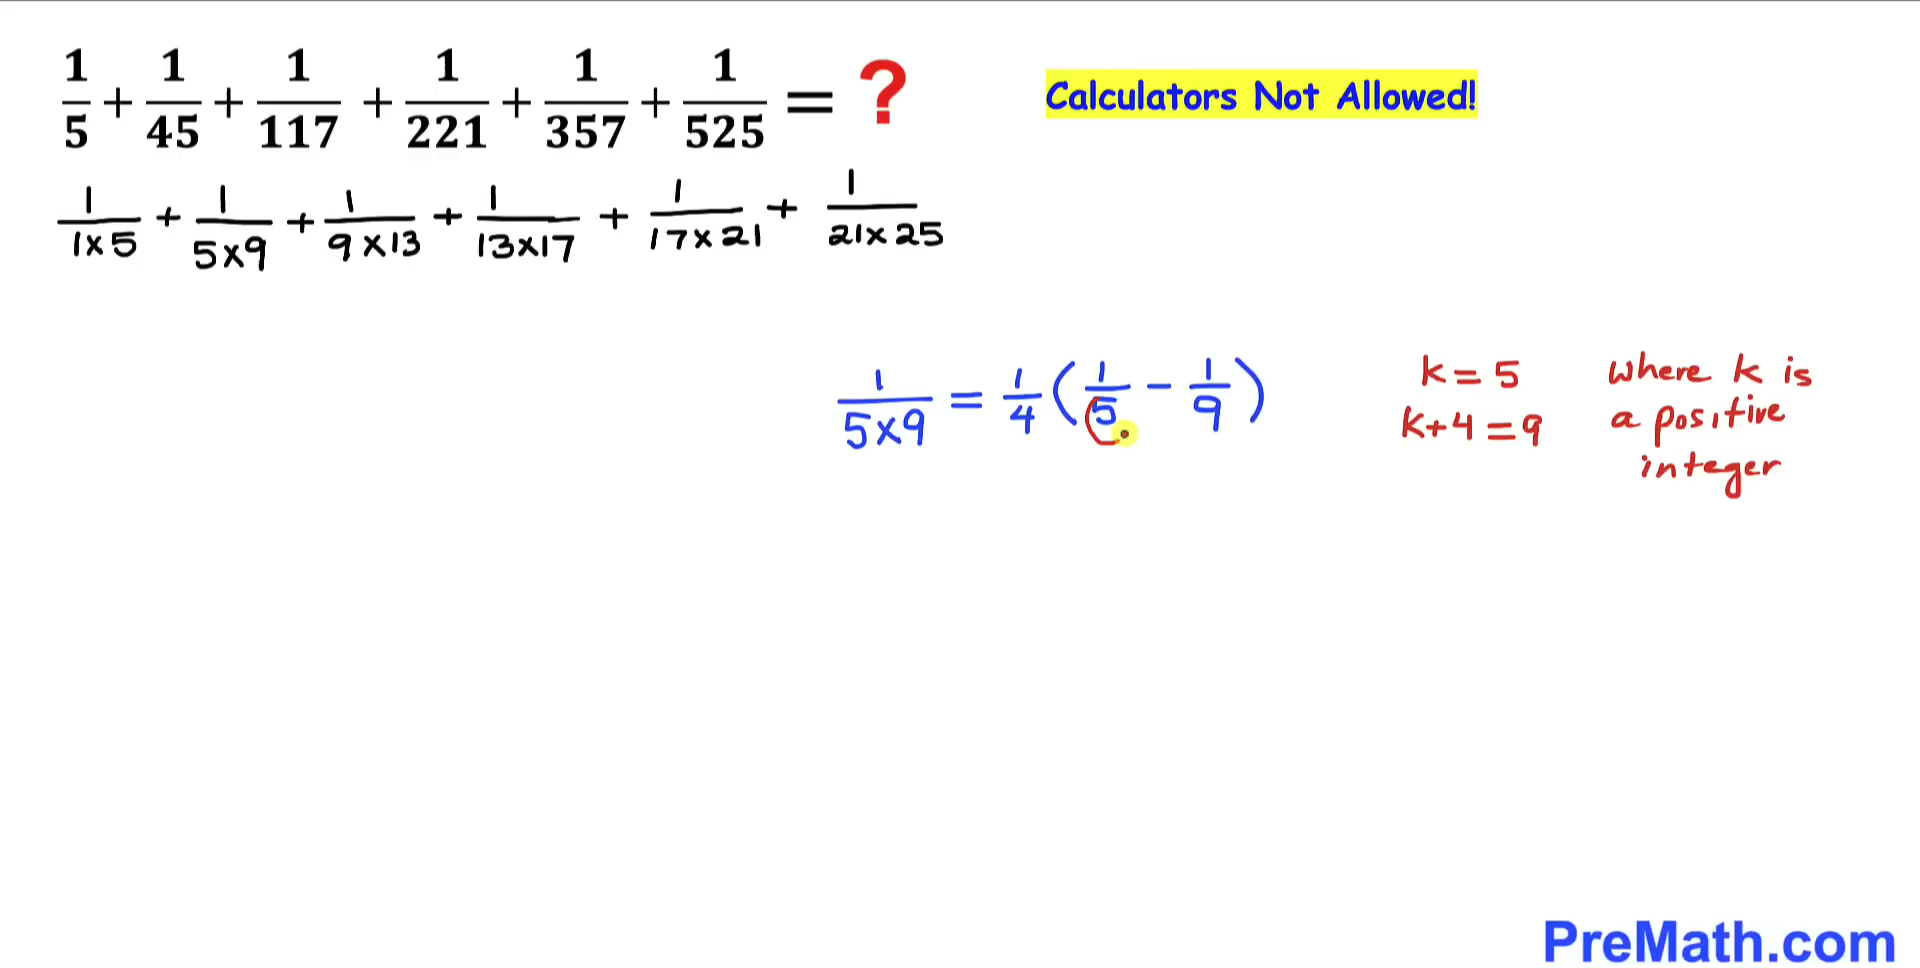 1/5 + 1/45 + 1/117 + 1/221 + 1/357 + 1/525 = ?
Calculators Not Allowed!
1/1x5 + 1/5x9 + 1/9x13 + 1/13x17 + 1/17x21 + 1/21x25
1/5x9 = 1/4 (1/5 - 1/9)
k = 5
k+4 = 9
where k is
a positive
integer
PreMath.com